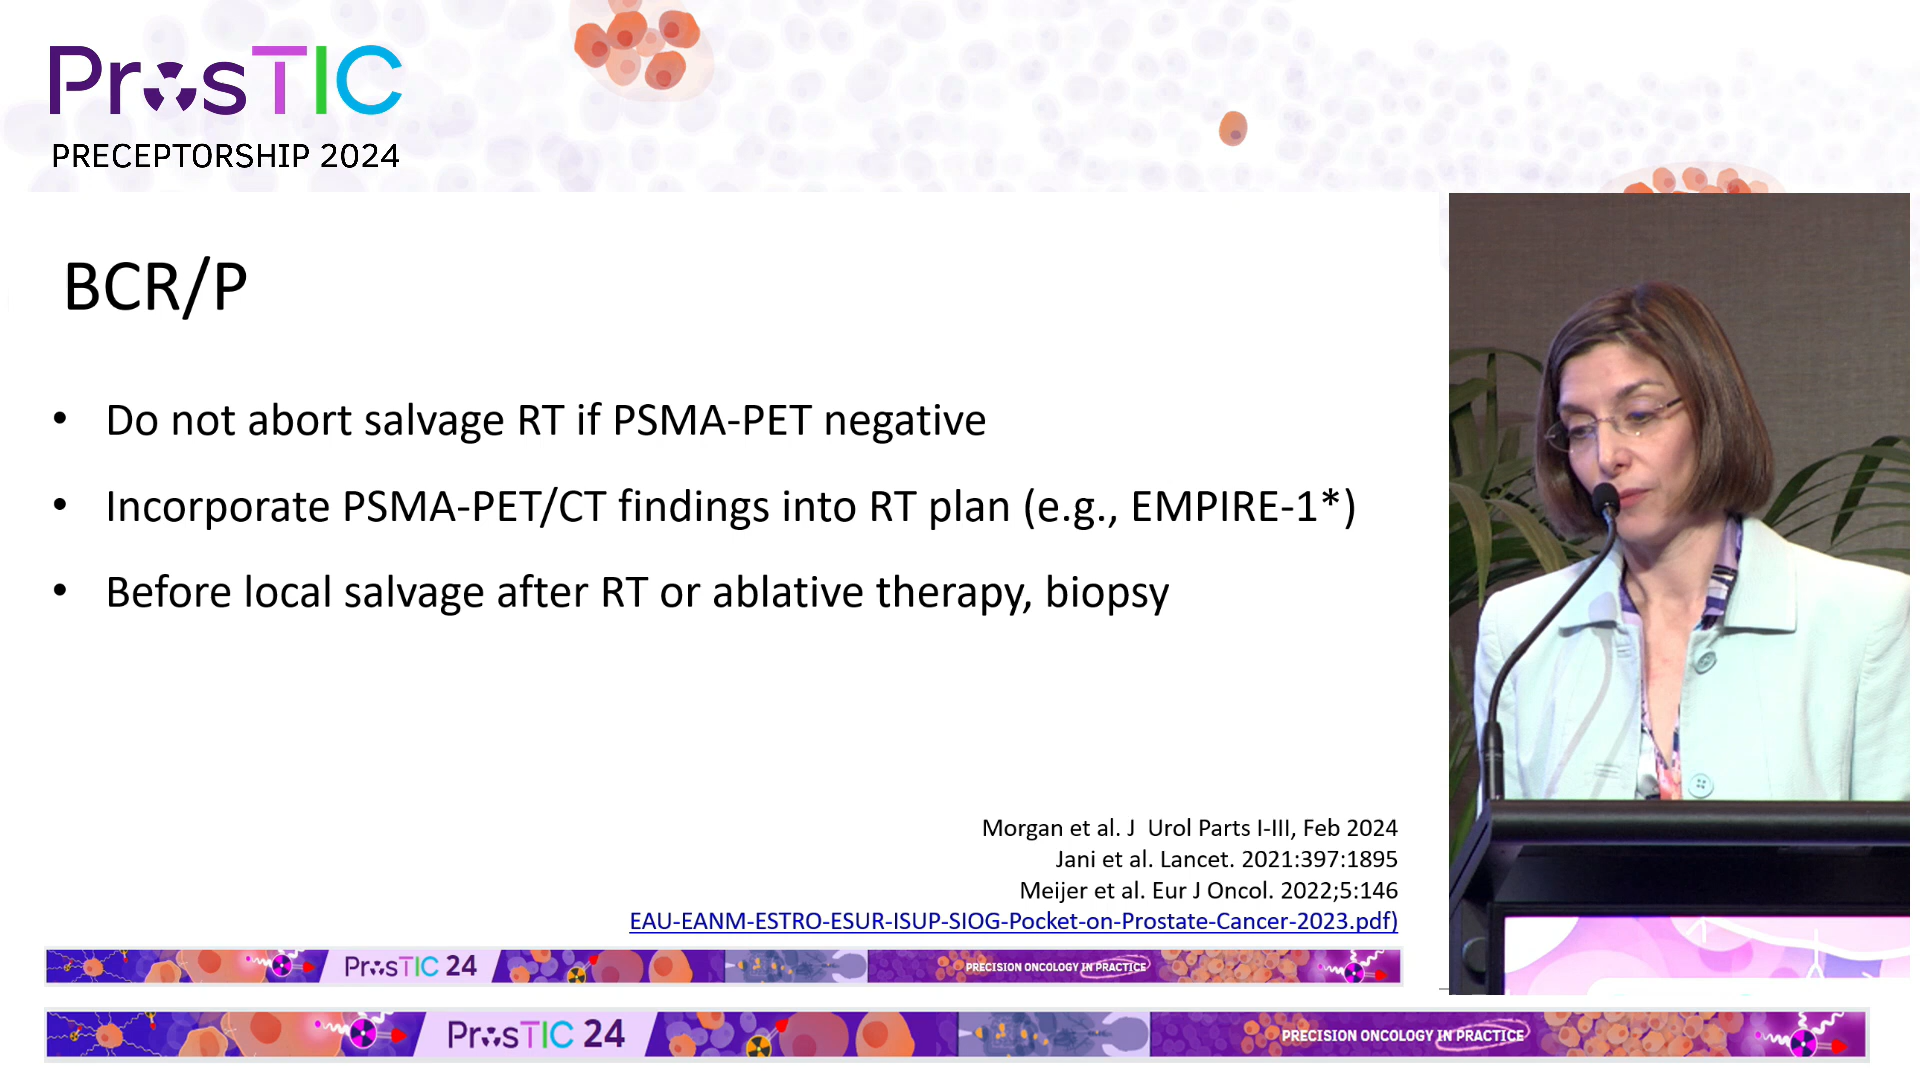 ProsTIC
PRECEPTORSHIP 2024
BCR/P
• Do not abort salvage RT if PSMA-PET negative
• Incorporate PSMA-PET/CT findings into RT plan (e.g., EMPIRE-1*)
• Before local salvage after RT or ablative therapy, biopsy
Morgan et al. J  Urol Parts I-III, Feb 2024
Jani et al. Lancet. 2021:397:1895
Meijer et al. Eur J Oncol. 2022;5:146
EAU-EANM-ESTRO-ESUR-ISUP-SIOG-Pocket-on-Prostate-Cancer-2023.pdf)
ProsTIC 24 PRECISION ONCOLOGY IN PRACTICE
ProsTIC 24 PRECISION ONCOLOGY IN PRACTICE